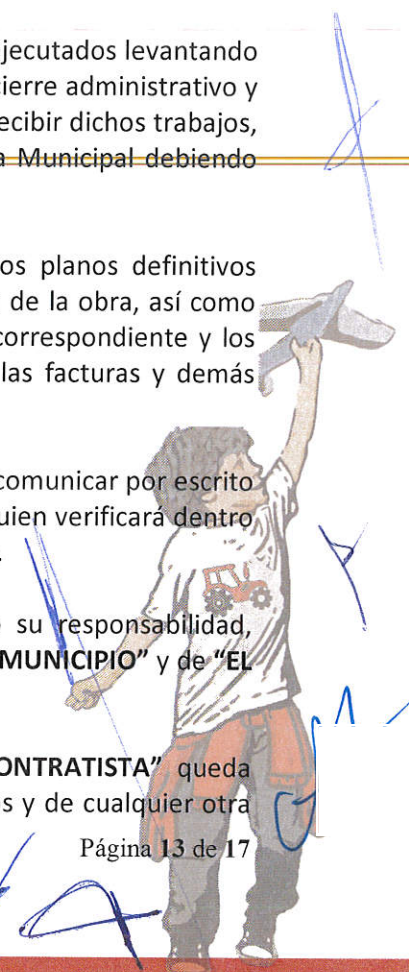 jecutados levantando
cierre administrativo y
ecibir dichos trabajos,
a Municipal debiendo
os planos definitivos
de la obra, así como
correspondiente y los
las facturas y demás
comunicar por escrito
uien verificará dentro
su responsabilidad,
MUNICIPIO" y de "EL
ONTRATISTA" queda
s y de cualquier otra
Página 13 de 17